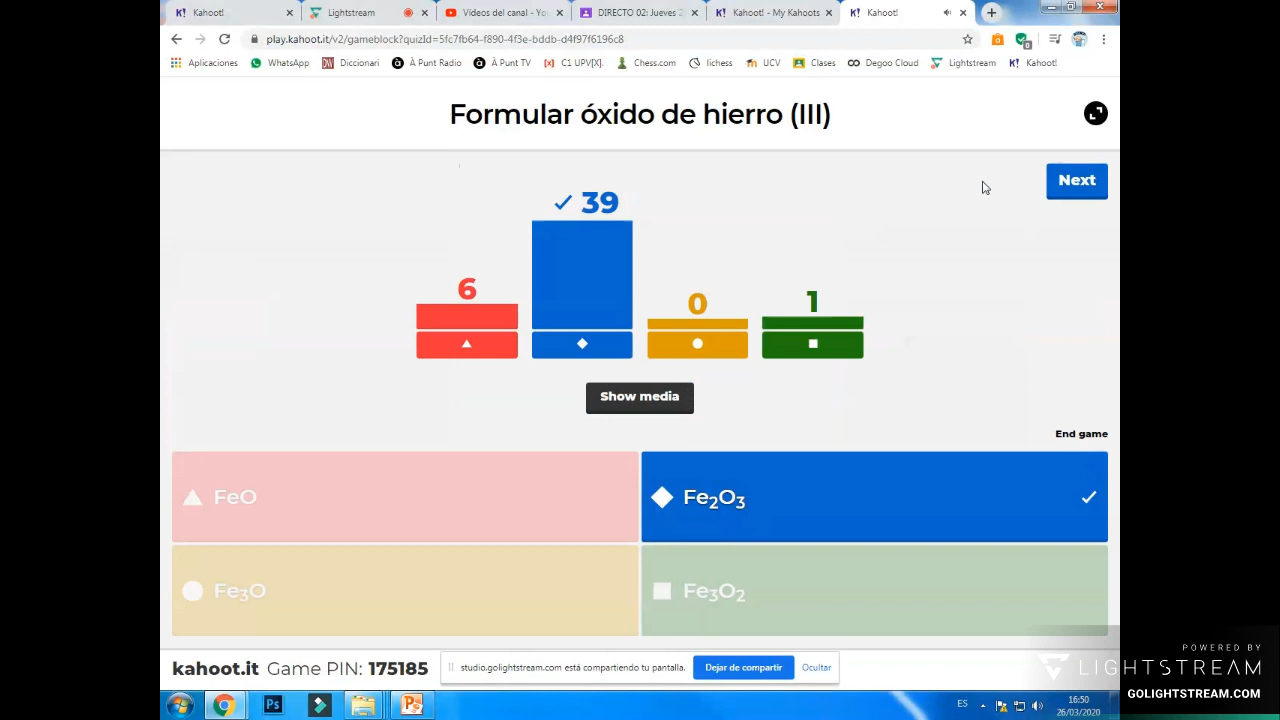 Kahoot!
Lightstream
Vídeos del canal - Yo
DIRECTO 02: Jueves 2
Kahoot! - My Kahoots
Kahoot!
play.kahoot.it/v2/gameblock?quizId=5fc7fb64-f890-4f3e-bddb-d4f97f6196c8
Aplicaciones
WhatsApp
Diccionari
À Punt Radio
À Punt TV
C1 UPV[X].
Chess.com
lichess
UCV
Clases
Degoo Cloud
Lightstream
Kahoot!
Formular óxido de hierro (III)
Next
6
39
0
1
Show media
End game
FeO
Fe₂O₃
Fe₃O
Fe₃O₂
kahoot.it Game PIN: 175185
studio.golightstream.com está compartiendo tu pantalla.
Dejar de compartir
Ocultar
POWERED BY
LIGHTSTREAM
GOLIGHTSTREAM.COM
ES
16:50
26/03/2020